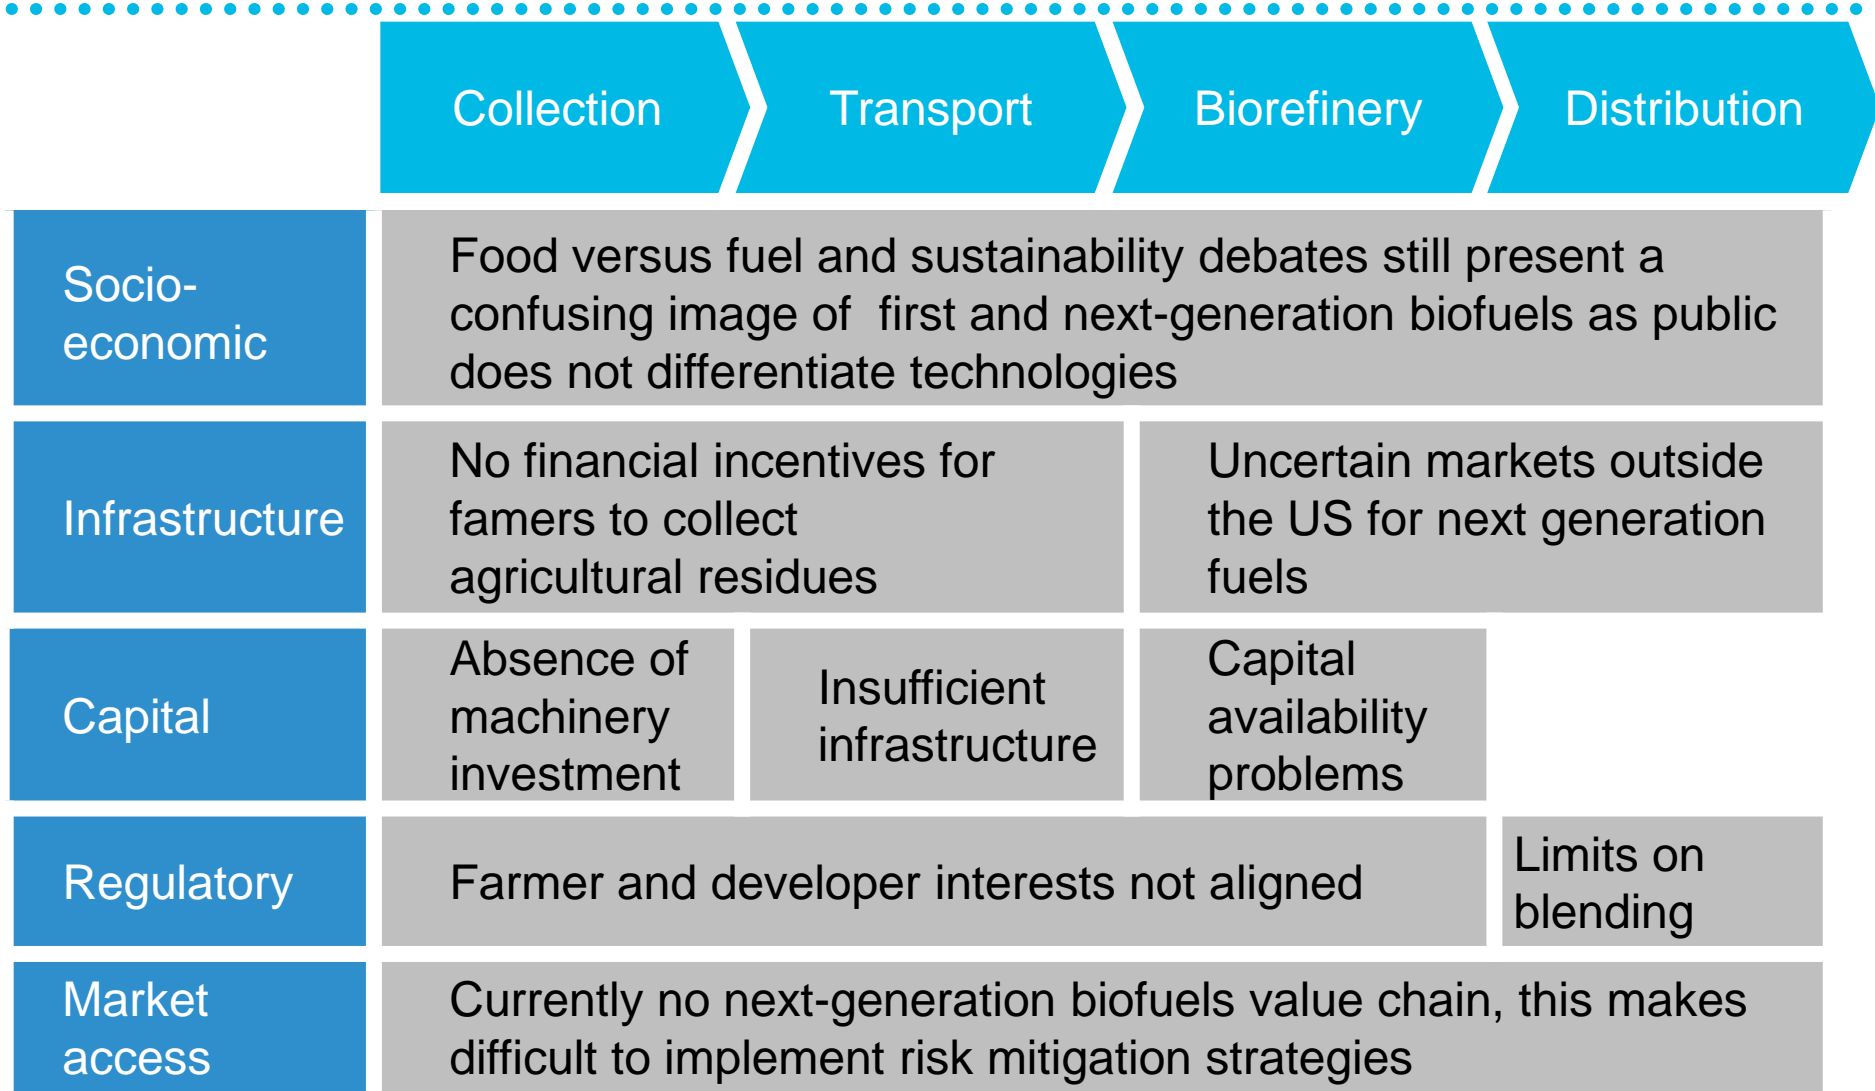 Collection
Transport
Biorefinery
Distribution
Socio-
economic
Food versus fuel and sustainability debates still present a
confusing image of  first and next-generation biofuels as public
does not differentiate technologies
Infrastructure
No financial incentives for
famers to collect
agricultural residues
Uncertain markets outside
the US for next generation
fuels
Capital
Absence of
machinery
investment
Insufficient
infrastructure
Capital
availability
problems
Regulatory
Farmer and developer interests not aligned
Limits on
blending
Market
access
Currently no next-generation biofuels value chain, this makes
difficult to implement risk mitigation strategies